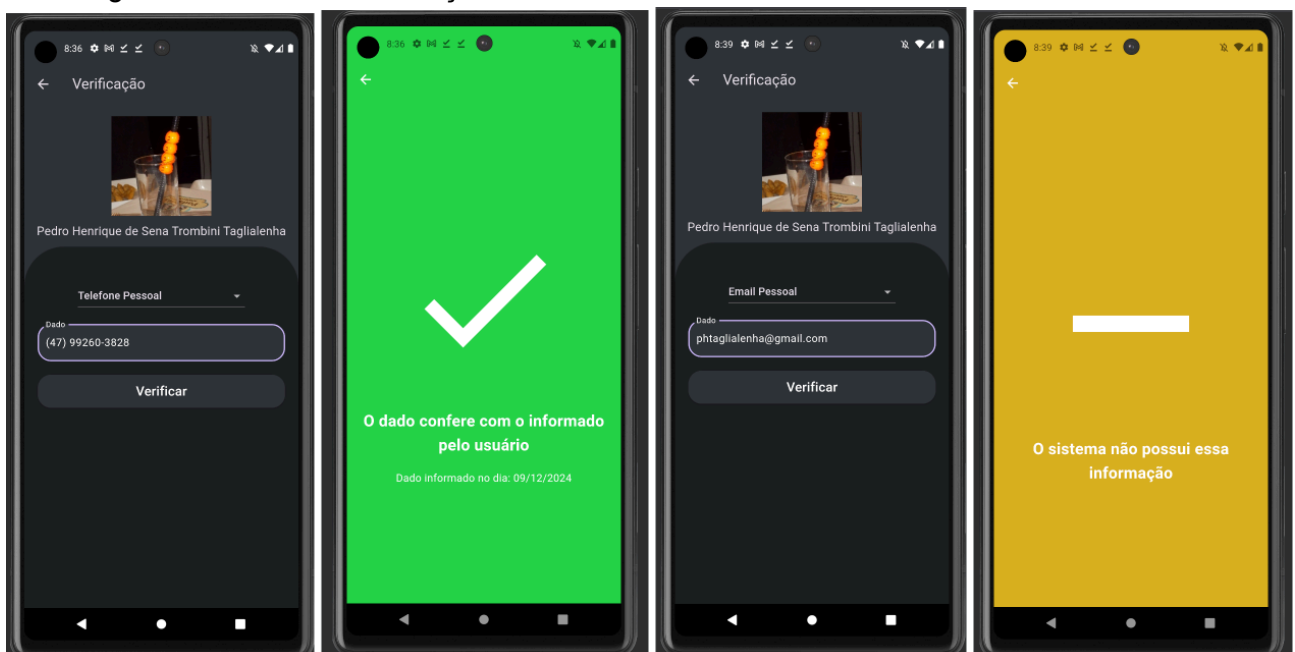 8:36
Verificação
Pedro Henrique de Sena Trombini Taglialenha
Telefone Pessoal
Dado
(47) 99260-3828
Verificar
8:36
O dado confere com o informado
pelo usuário
Dado informado no dia: 09/12/2024
8:39
Verificação
Pedro Henrique de Sena Trombini Taglialenha
Email Pessoal
Dado
phtaglialenha@gmail.com
Verificar
8:39
O sistema não possui essa
informação